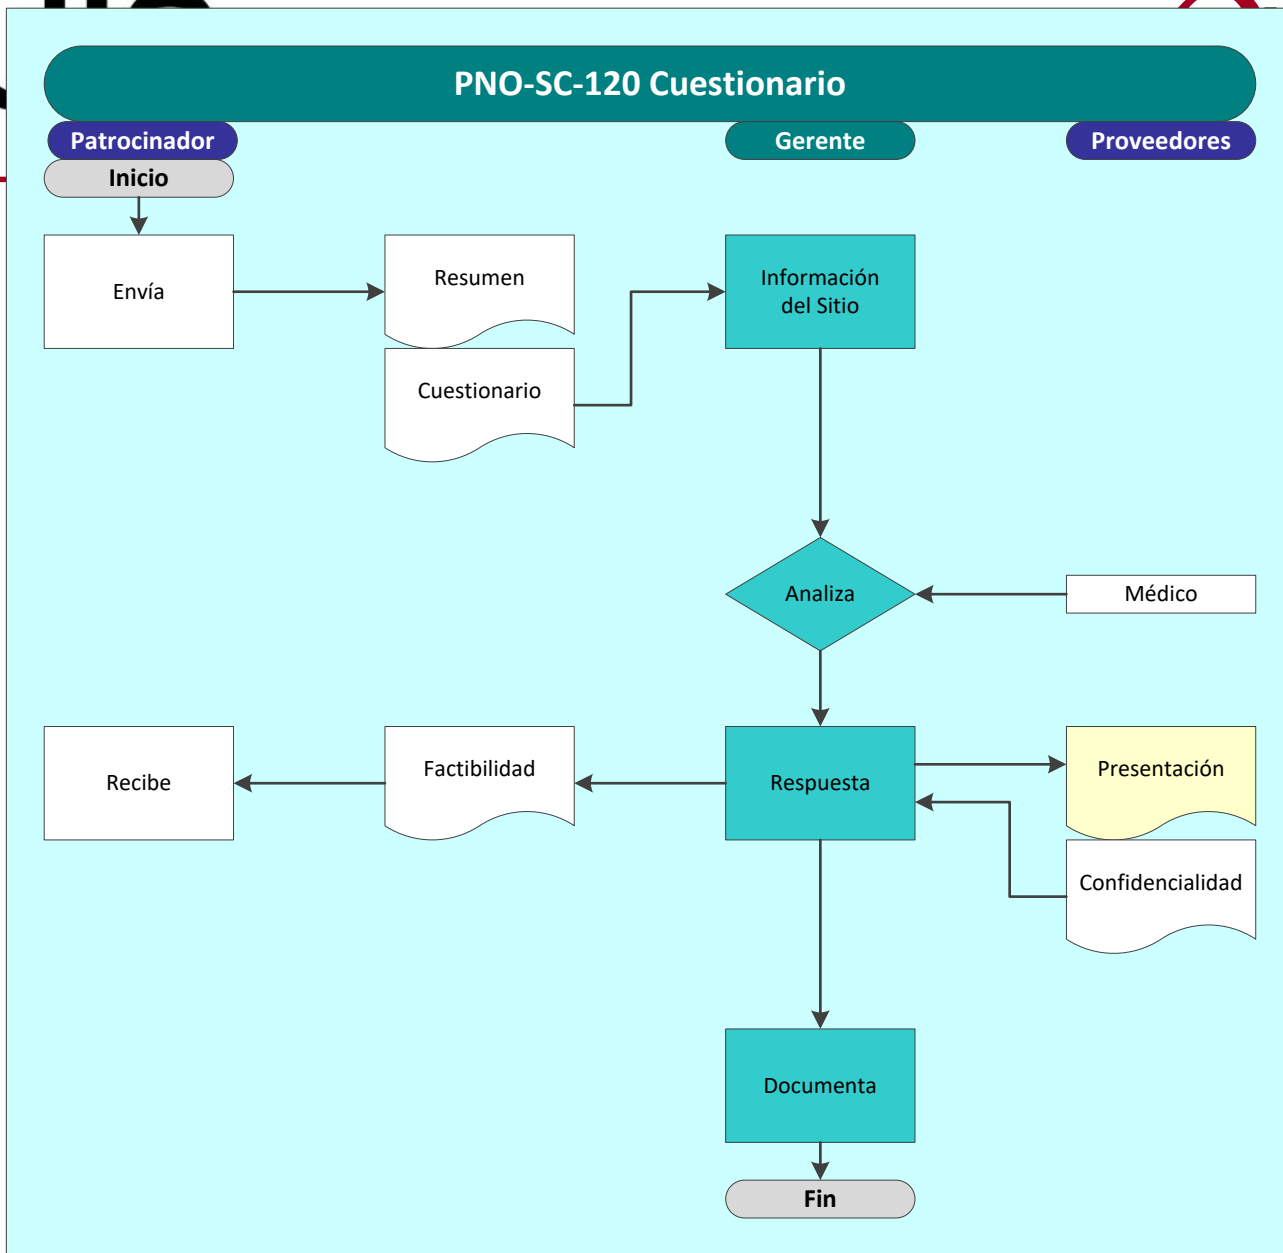 PNO-SC-120 Cuestionario
Patrocinador
Gerente
Proveedores
Inicio
Envía
Resumen
Información
del Sitio
Cuestionario
Analiza
Médico
Recibe
Factibilidad
Respuesta
Presentación
Confidencialidad
Documenta
Fin